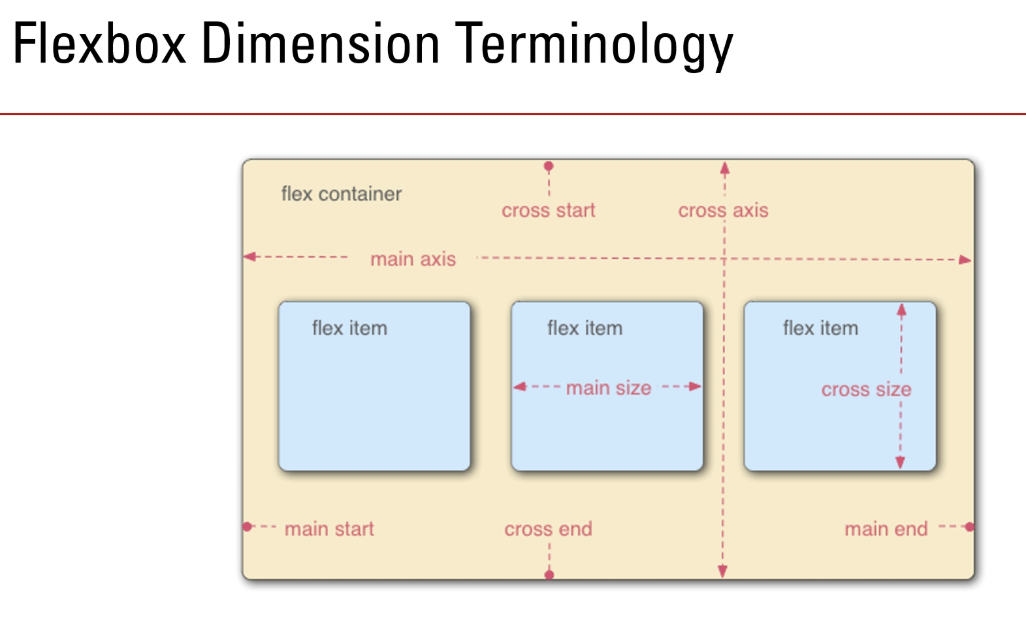 Flexbox Dimension Terminology
flex container
cross start
cross axis
main axis
flex item
flex item
flex item
main size
cross size
main start
cross end
main end